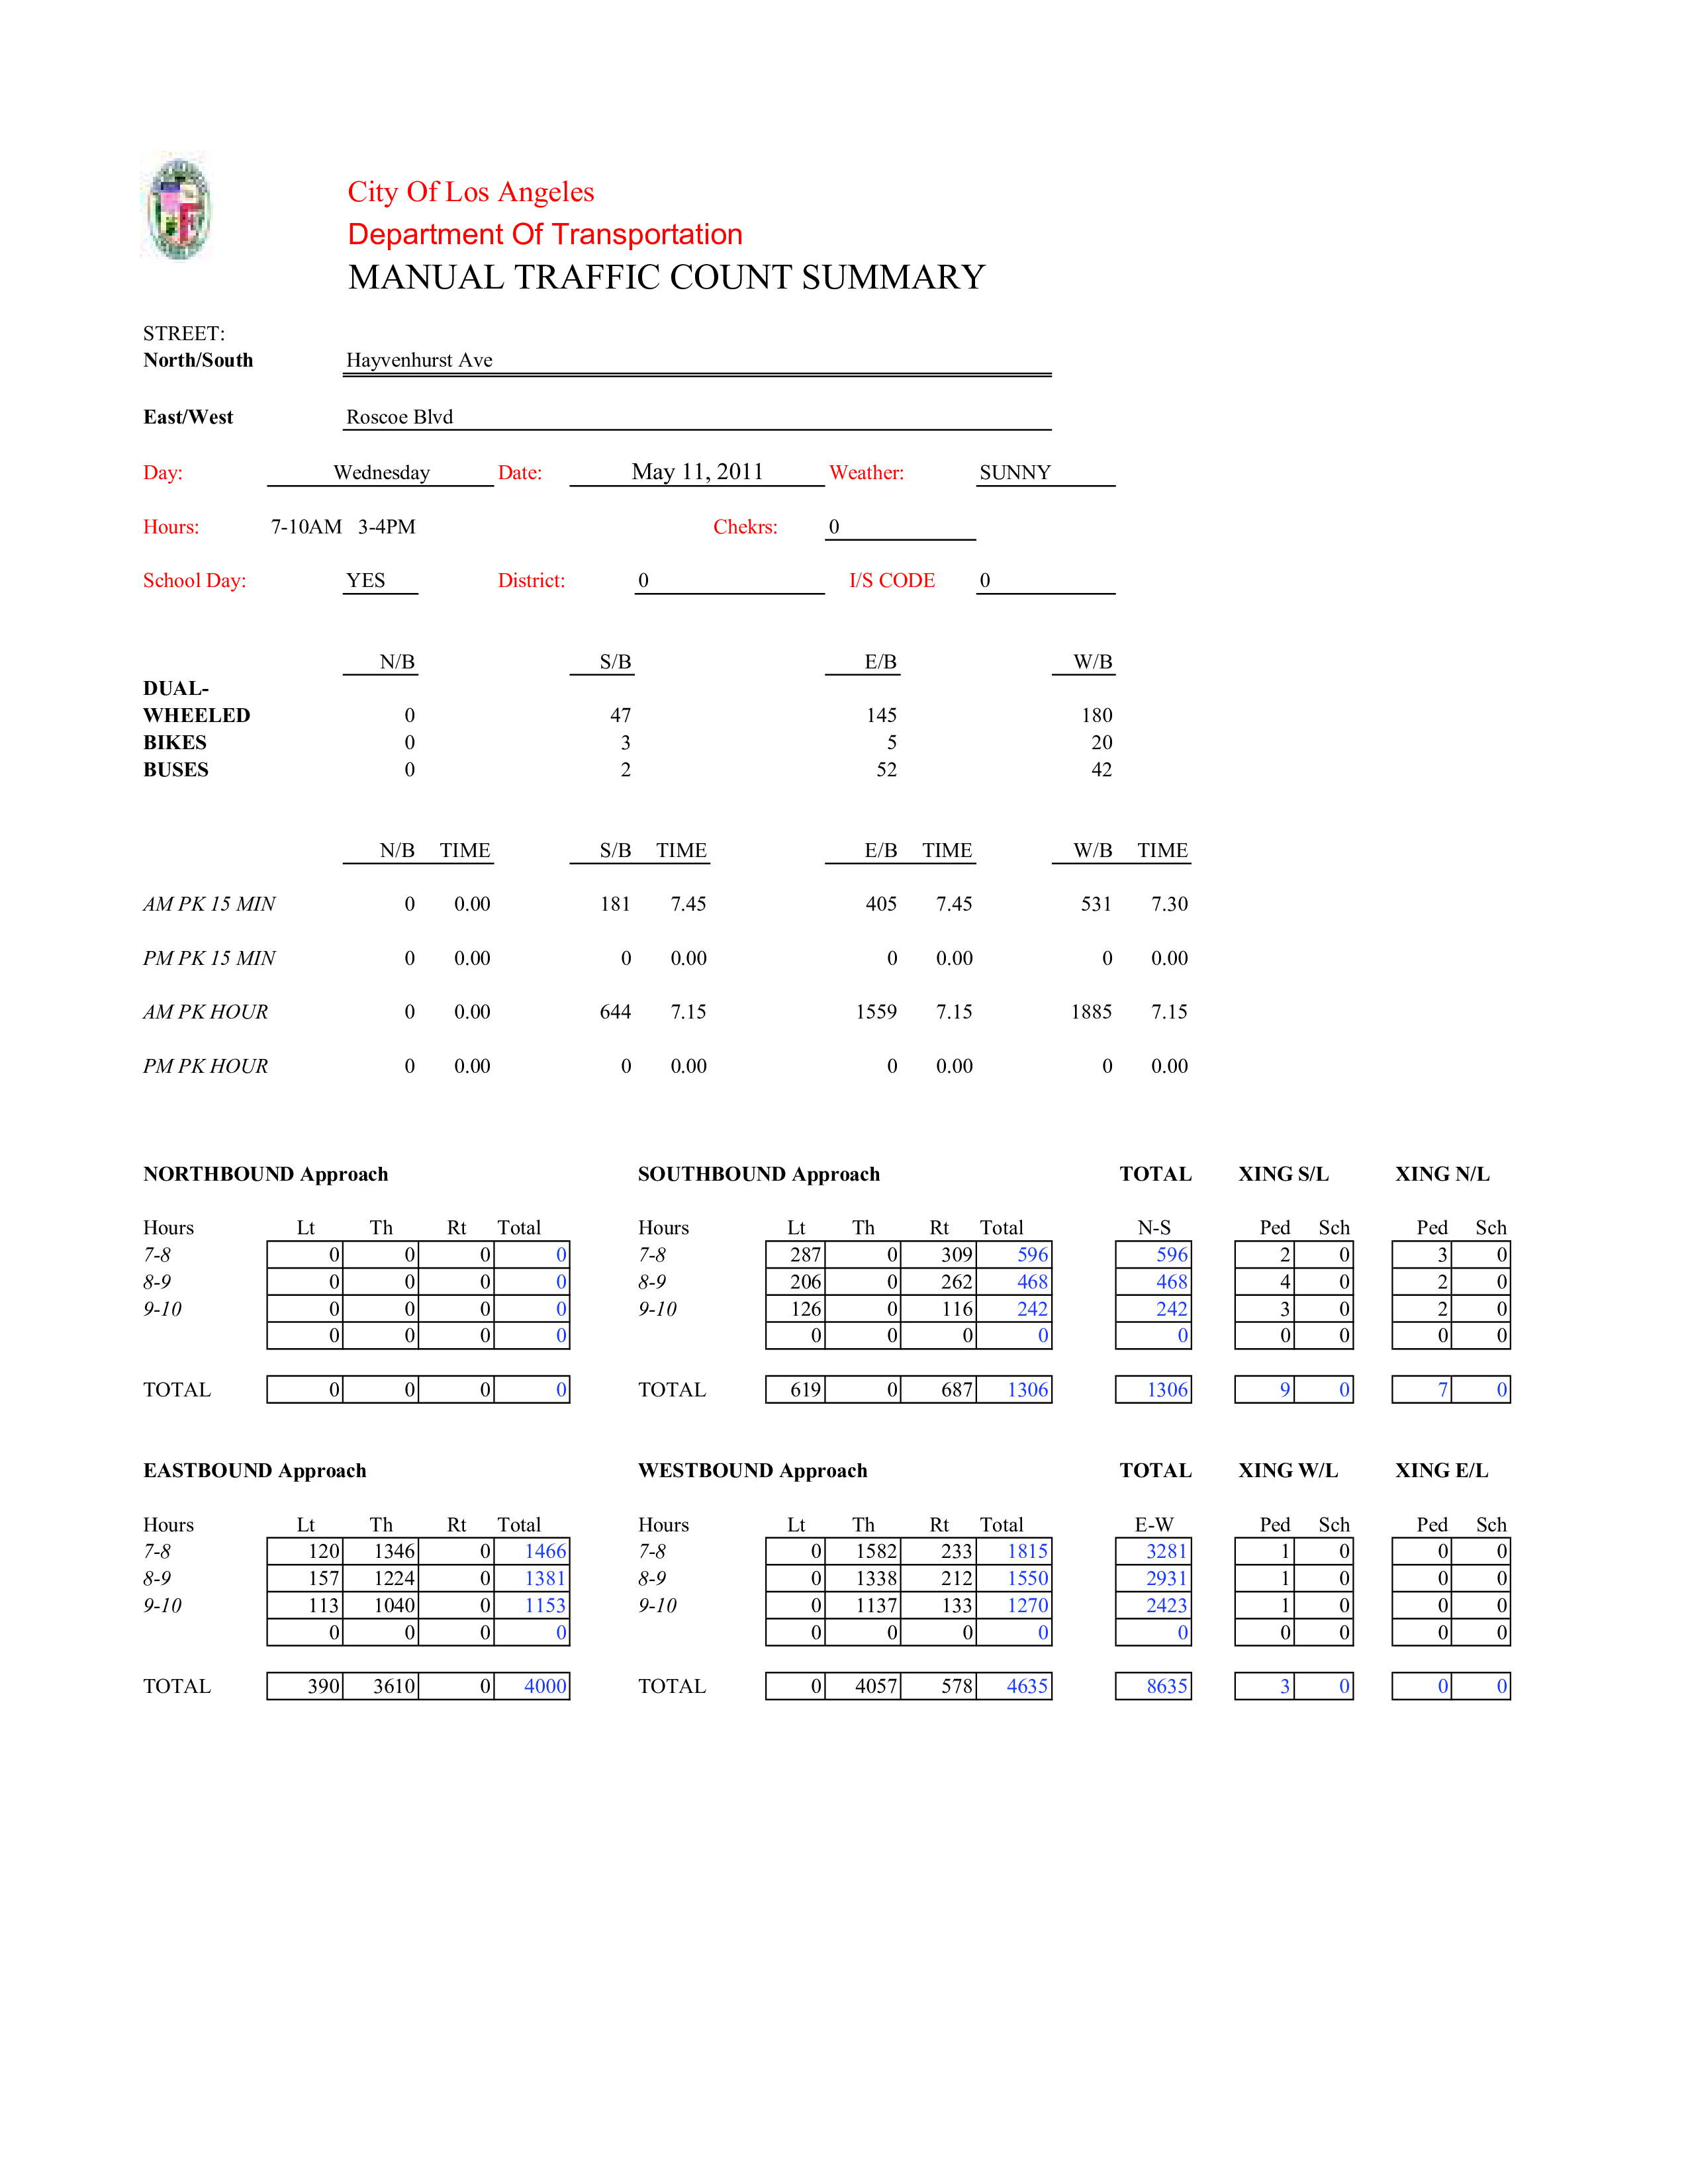 City Of Los Angeles
Department Of Transportation
MANUAL TRAFFIC COUNT SUMMARY
STREET:
North/South Hayvenhurst Ave
East/West Roscoe Blvd
Day: Wednesday Date: May 11, 2011 Weather: SUNNY
Hours: 7-10AM 3-4PM Chekrs: 0
School Day: YES District: 0 I/S CODE 0
N/B S/B E/B W/B
DUAL-
WHEELED 0 47 145 180
BIKES 0 3 5 20
BUSES 0 2 52 42
N/B TIME S/B TIME E/B TIME W/B TIME
AM PK 15 MIN 0 0.00 181 7.45 405 7.45 531 7.30
PM PK 15 MIN 0 0.00 0 0.00 0 0.00 0 0.00
AM PK HOUR 0 0.00 644 7.15 1559 7.15 1885 7.15
PM PK HOUR 0 0.00 0 0.00 0 0.00 0 0.00
NORTHBOUND Approach SOUTHBOUND Approach TOTAL XING S/L XING N/L
Hours Lt Th Rt Total Hours Lt Th Rt Total N-S Ped Sch Ped Sch
7-8 0 0 0 0 7-8 287 0 309 596 596 2 0 3 0
8-9 0 0 0 0 8-9 206 0 262 468 468 4 0 2 0
9-10 0 0 0 0 9-10 126 0 116 242 242 3 0 2 0
0 0 0 0 0 0 0 0 0 0 0 0 0
TOTAL 0 0 0 0 TOTAL 619 0 687 1306 1306 9 0 7 0
EASTBOUND Approach WESTBOUND Approach TOTAL XING W/L XING E/L
Hours Lt Th Rt Total Hours Lt Th Rt Total E-W Ped Sch Ped Sch
7-8 120 1346 0 1466 7-8 0 1582 233 1815 3281 1 0 0 0
8-9 157 1224 0 1381 8-9 0 1338 212 1550 2931 1 0 0 0
9-10 113 1040 0 1153 9-10 0 1137 133 1270 2423 1 0 0 0
0 0 0 0 0 0 0 0 0 0 0 0 0
TOTAL 390 3610 0 4000 TOTAL 0 4057 578 4635 8635 3 0 0 0